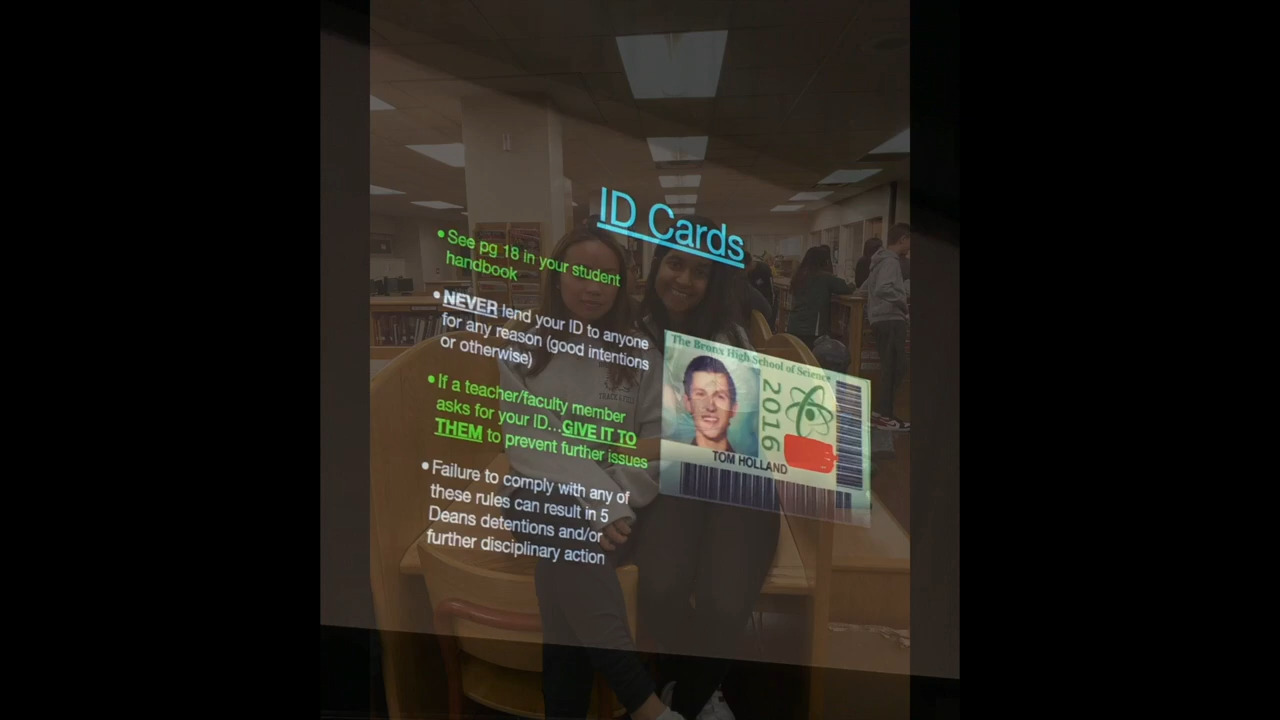 ID Cards
•See pg 18 in your student
handbook
•NEVER lend your ID to anyone
for any reason (good intentions
or otherwise)
•If a teacher/faculty member
asks for your ID...GIVE IT TO
THEM to prevent further issues
•Failure to comply with any of
these rules can result in 5
Deans detentions and/or
further disciplinary action
The Bronx High School of Science
2016
TOM HOLLAND
TRACK & FIELD